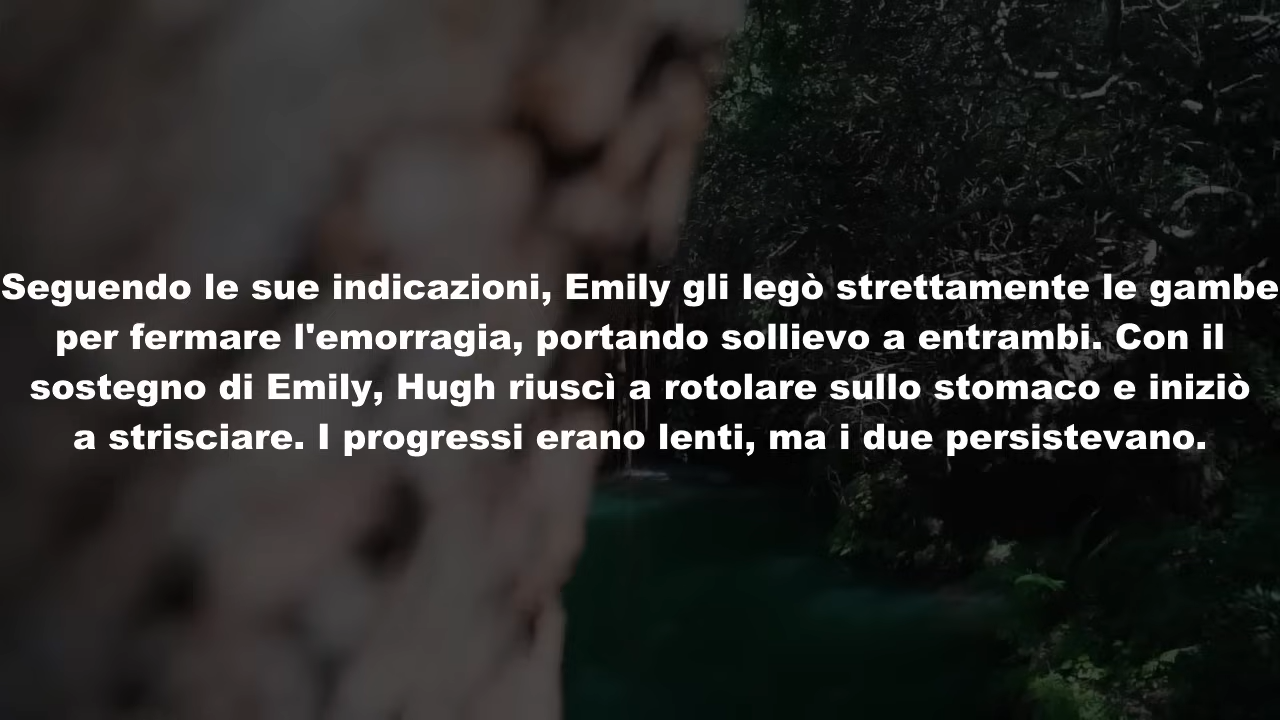 Seguendo le sue indicazioni, Emily gli legò strettamente le gambe
per fermare l'emorragia, portando sollievo a entrambi. Con il
sostegno di Emily, Hugh riuscì a rotolare sullo stomaco e iniziò
a strisciare. I progressi erano lenti, ma i due persistevano.